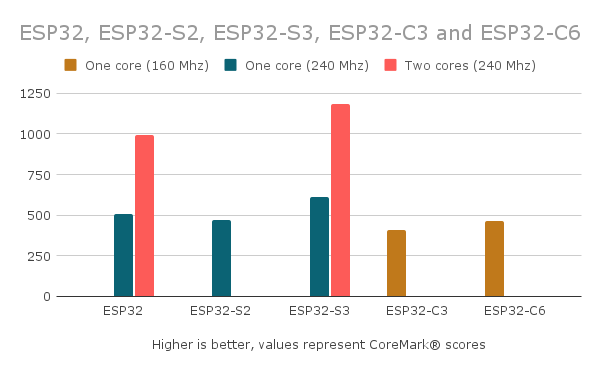 ESP32, ESP32-S2, ESP32-S3, ESP32-C3 and ESP32-C6
One core (160 Mhz) One core (240 Mhz) Two cores (240 Mhz)
1250
1000
750
500
250
0
ESP32 ESP32-S2 ESP32-S3 ESP32-C3 ESP32-C6
Higher is better, values represent CoreMark® scores